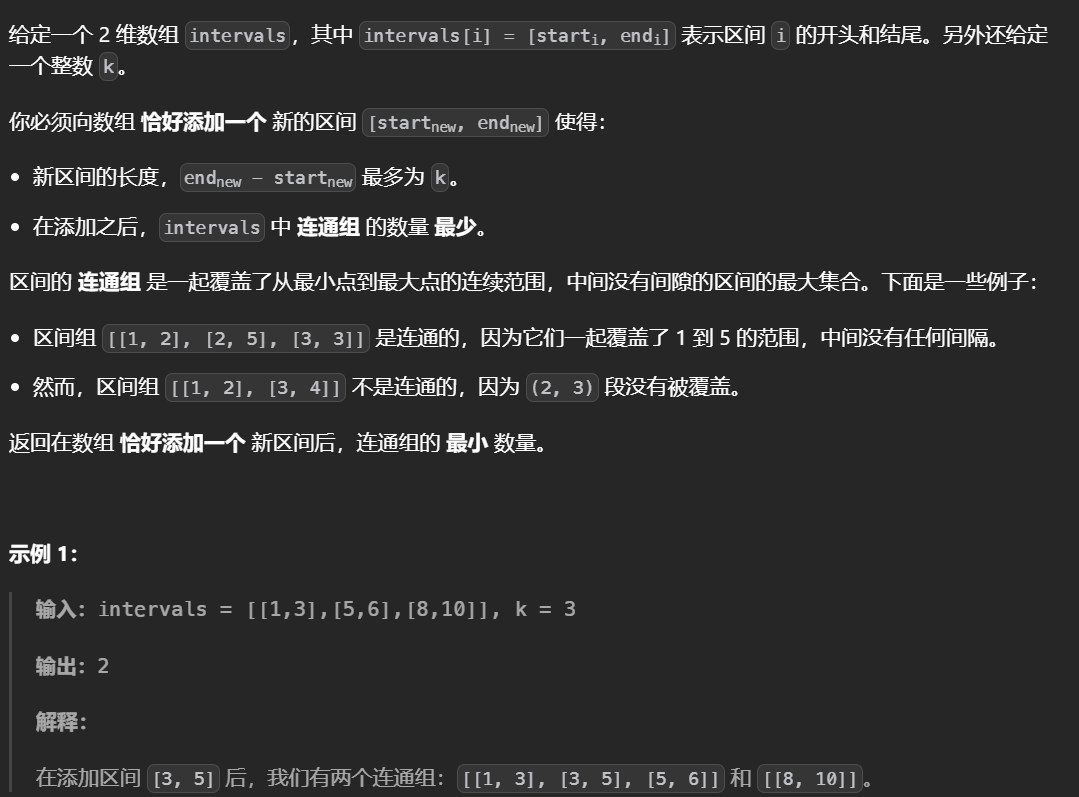 给定一个 2 维数组 intervals，其中 intervals[i] = [starti, endi] 表示区间 i 的开头和结尾。另外还给定
一个整数 k。
你必须向数组 恰好添加一个 新的区间 [startnew, endnew] 使得：
• 新区间的长度，endnew - startnew 最多为 k。
• 在添加之后，intervals 中 连通组 的数量 最少。
区间的 连通组 是一起覆盖了从最小点到最大点的连续范围，中间没有间隙的区间的最大集合。下面是一些例子：
• 区间组 [[1, 2], [2, 5], [3, 3]] 是连通的，因为它们一起覆盖了 1 到 5 的范围，中间没有任何间隔。
• 然而，区间组 [[1, 2], [3, 4]] 不是连通的，因为 (2, 3) 段没有被覆盖。
返回在数组 恰好添加一个 新区间后，连通组的 最小 数量。
示例 1：
输入：intervals = [[1,3],[5,6],[8,10]], k = 3
输出：2
解释：
在添加区间 [3, 5] 后，我们有两个连通组：[[1, 3], [3, 5], [5, 6]] 和 [[8, 10]]。